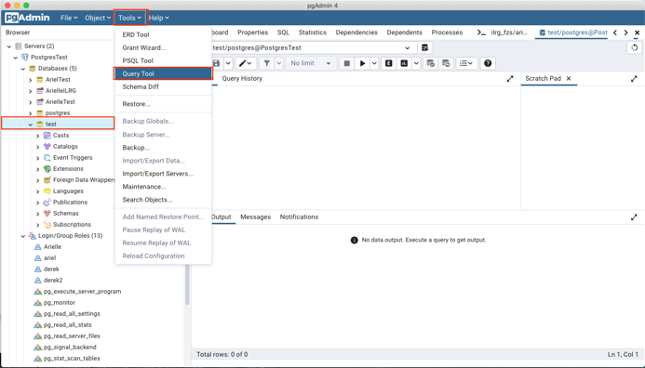 pgAdmin 4
pgAdmin File Object Tools Help
Browser
Servers (2)
PostgresTest
Databases (5)
ArielTest
ArielleILRG
ArielleTest
postgres
test
Casts
Catalogs
Event Triggers
Extensions
Foreign Data Wrappers
Languages
Publications
Schemas
Subscriptions
Login/Group Roles (13)
Arielle
ariel
derek
derek2
pg_execute_server_program
pg_monitor
pg_read_all_settings
pg_read_all_stats
pg_read_server_files
pg_signal_backend
pg_stat_scan_tables
ERD Tool
Grant Wizard...
PSQL Tool
Query Tool
Schema Diff
Restore...
Backup Globals...
Backup Server...
Backup...
Import/Export Data...
Import/Export Servers...
Maintenance...
Search Objects...
Add Named Restore Point...
Pause Replay of WAL
Resume Replay of WAL
Reload Configuration
board Properties SQL Statistics Dependencies Dependents Processes ilrg_fzs/ari... test/postgres@Post
test/postgres@PostgresTest
No limit
Query History
Scratch Pad
Output Messages Notifications
No data output. Execute a query to get output.
Total rows: 0 of 0
Ln 1, Col 1